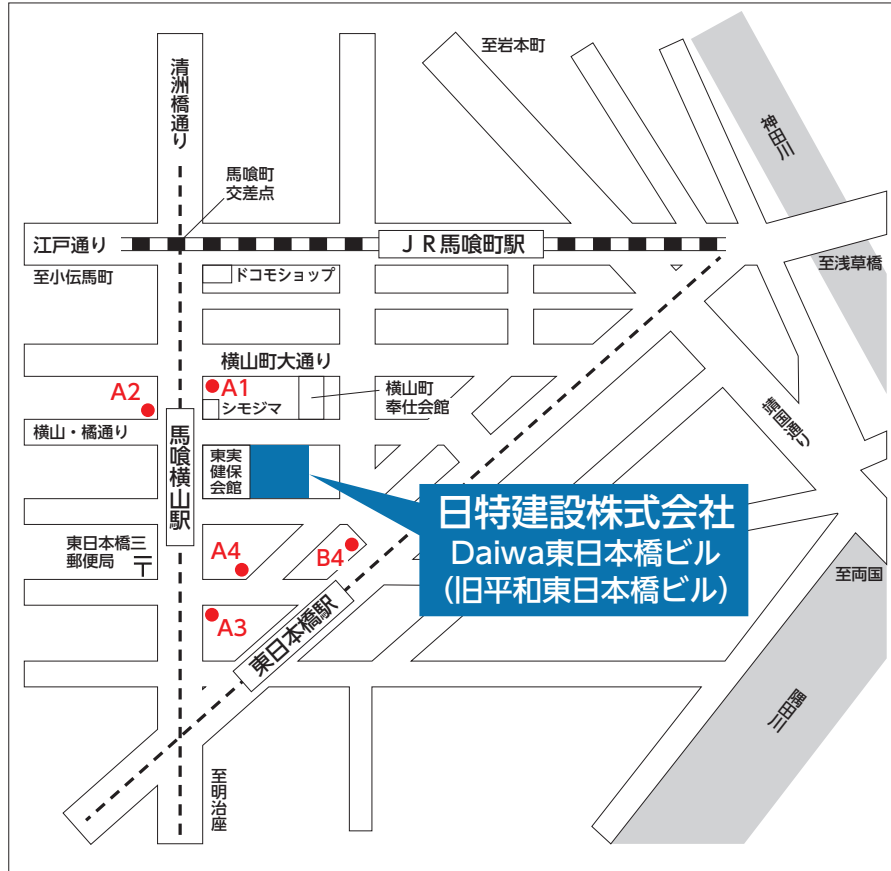 至岩本町
清洲橋通り
神田川
馬喰町
交差点
江戸通り
JR馬喰町駅
至小伝馬町
ドコモショップ
至浅草橋
横山町大通り
A2
A1
横山町
奉仕会館
シモジマ
靖国通り
横山・橘通り
馬喰横山駅
東実
健保
会館
日特建設株式会社
Daiwa東日本橋ビル
(旧平和東日本橋ビル)
東日本橋三
郵便局
〒
A4
B4
至両国
A3
東日本橋駅
隅田川
至明治座